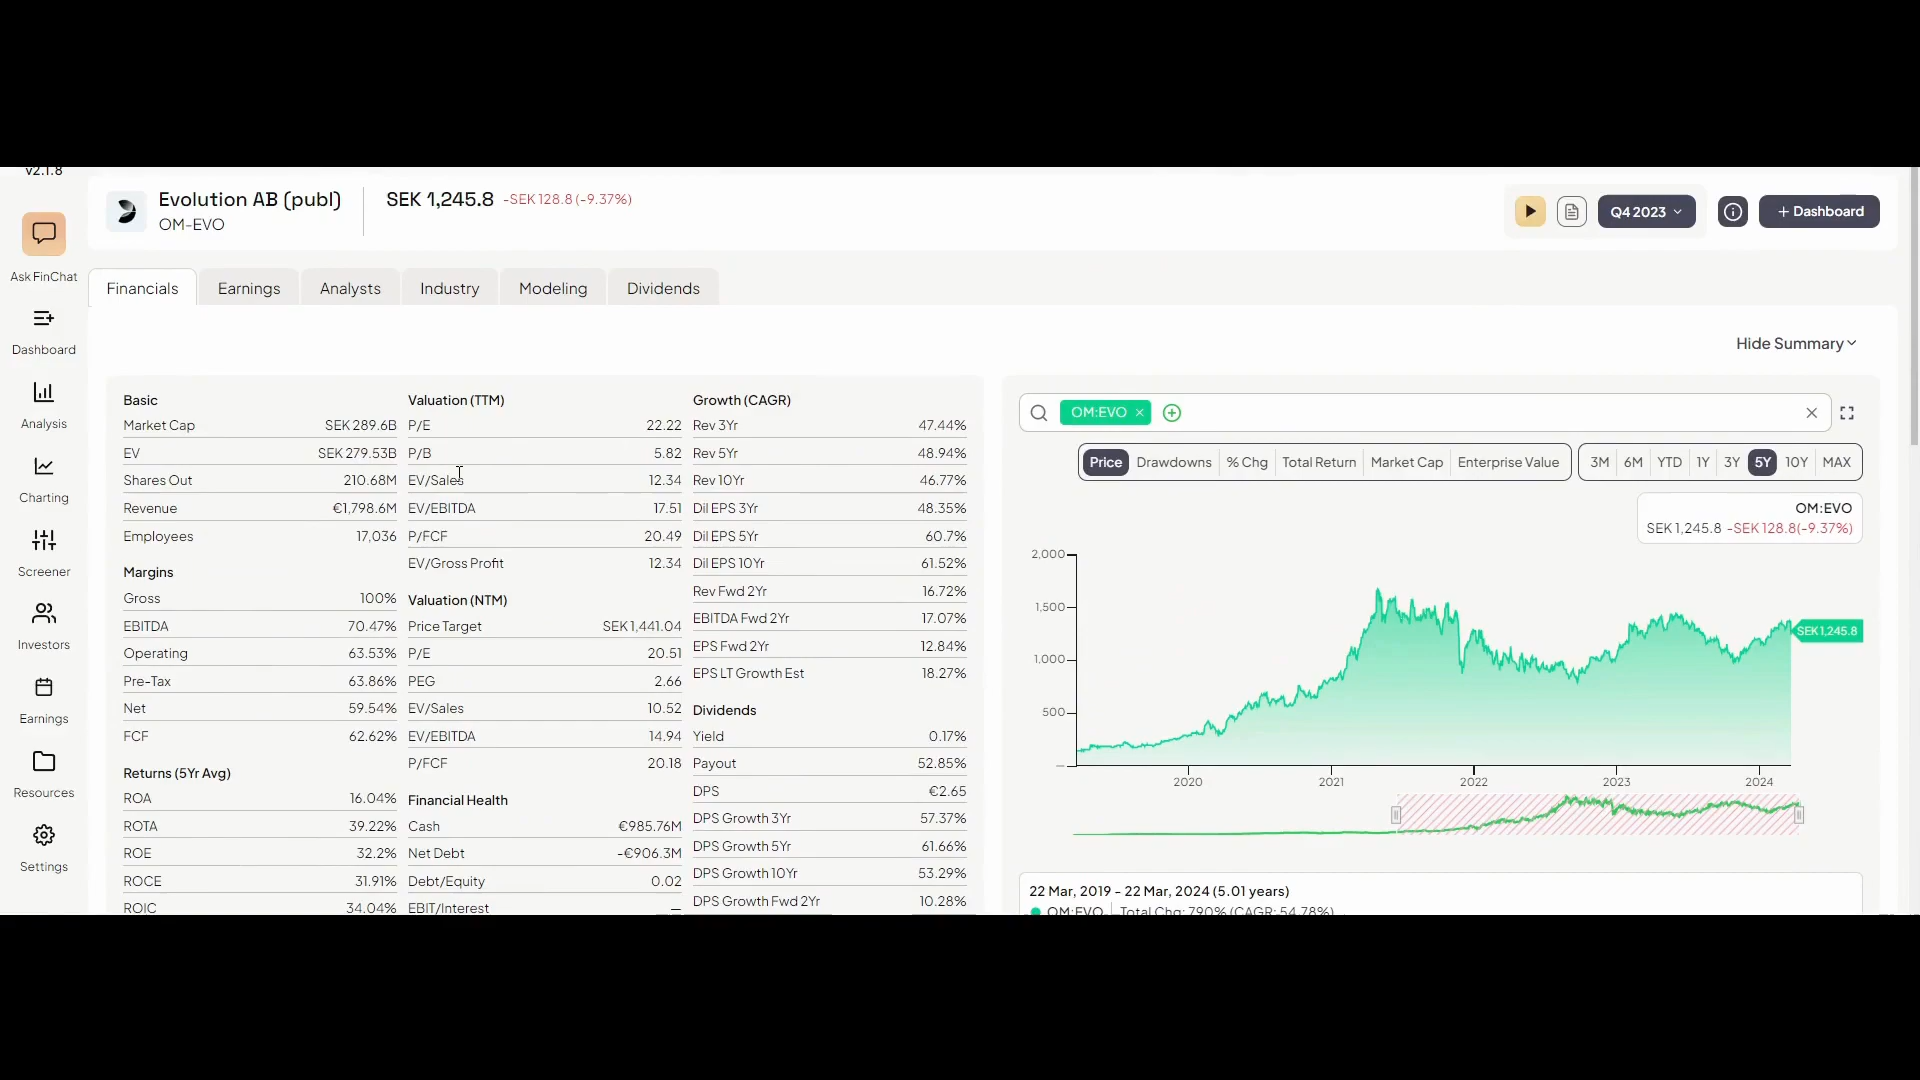 v2.1.8
Evolution AB (publ)
OM-EVO
SEK 1,245.8 -SEK 128.8 (-9.37%)
Q4 2023
+ Dashboard
Ask FinChat
Dashboard
Analysis
Charting
Screener
Investors
Earnings
Resources
Settings
Financials
Earnings
Analysts
Industry
Modeling
Dividends
Hide Summary
Basic
Market Cap SEK 289.6B
EV SEK 279.53B
Shares Out 210.68M
Revenue €1,798.6M
Employees 17,036
Margins
Gross 100%
EBITDA 70.47%
Operating 63.53%
Pre-Tax 63.86%
Net 59.54%
FCF 62.62%
Returns (5Yr Avg)
ROA 16.04%
ROTA 39.22%
ROE 32.2%
ROCE 31.91%
ROIC 34.04%
Valuation (TTM)
P/E 22.22
P/B 5.82
EV/Sales 12.34
EV/EBITDA 17.51
P/FCF 20.49
EV/Gross Profit 12.34
Valuation (NTM)
Price Target SEK 1,441.04
P/E 20.51
PEG 2.66
EV/Sales 10.52
EV/EBITDA 14.94
P/FCF 20.18
Financial Health
Cash €985.76M
Net Debt -€906.3M
Debt/Equity 0.02
EBIT/Interest —
Growth (CAGR)
Rev 3Yr 47.44%
Rev 5Yr 48.94%
Rev 10Yr 46.77%
Dil EPS 3Yr 48.35%
Dil EPS 5Yr 60.7%
Dil EPS 10Yr 61.52%
Rev Fwd 2Yr 16.72%
EBITDA Fwd 2Yr 17.07%
EPS Fwd 2Yr 12.84%
EPS LT Growth Est 18.27%
Dividends
Yield 0.17%
Payout 52.85%
DPS €2.65
DPS Growth 3Yr 57.37%
DPS Growth 5Yr 61.66%
DPS Growth 10Yr 53.29%
DPS Growth Fwd 2Yr 10.28%
OM:EVO
Price Drawdowns % Chg Total Return Market Cap Enterprise Value
3M 6M YTD 1Y 3Y 5Y 10Y MAX
OM:EVO
SEK 1,245.8 -SEK 128.8(-9.37%)
2,000
1,500
1,000
500
—
SEK 1,245.8
2020 2021 2022 2023 2024
22 Mar, 2019 - 22 Mar, 2024 (5.01 years)
OM:EVO Total Chg: 790% (CAGR: 54.78%)